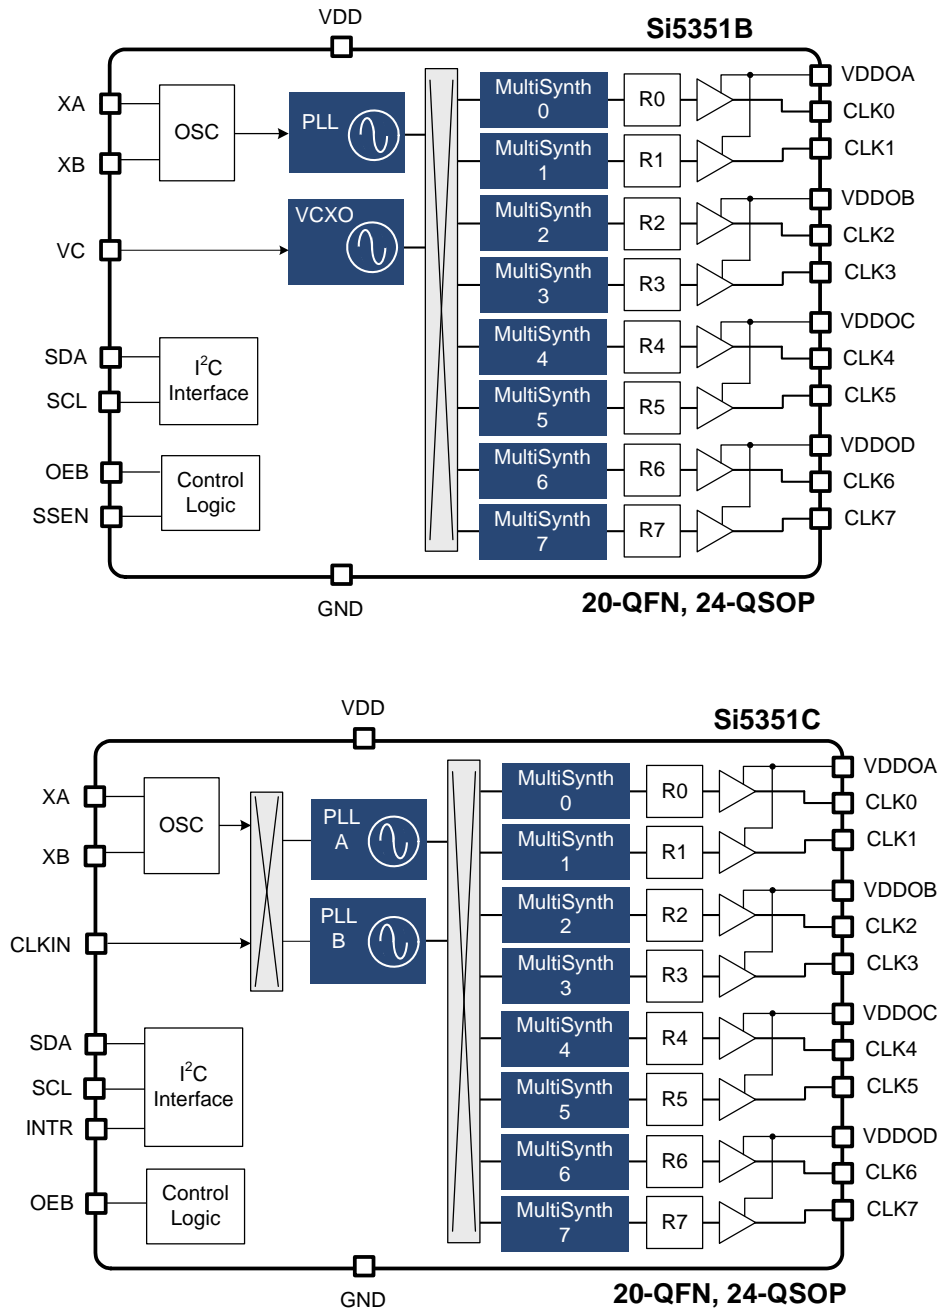 VDD
Si5351B
XA
XB
VC
SDA
SCL
OEB
SSEN
OSC
PLL
VCXO
I2C
Interface
Control
Logic
MultiSynth
0
R0
MultiSynth
1
R1
MultiSynth
2
R2
MultiSynth
3
R3
MultiSynth
4
R4
MultiSynth
5
R5
MultiSynth
6
R6
MultiSynth
7
R7
VDDOA
CLK0
CLK1
VDDOB
CLK2
CLK3
VDDOC
CLK4
CLK5
VDDOD
CLK6
CLK7
GND
20-QFN, 24-QSOP
VDD
Si5351C
XA
XB
CLKIN
SDA
SCL
INTR
OEB
OSC
PLL
A
PLL
B
I2C
Interface
Control
Logic
MultiSynth
0
R0
MultiSynth
1
R1
MultiSynth
2
R2
MultiSynth
3
R3
MultiSynth
4
R4
MultiSynth
5
R5
MultiSynth
6
R6
MultiSynth
7
R7
VDDOA
CLK0
CLK1
VDDOB
CLK2
CLK3
VDDOC
CLK4
CLK5
VDDOD
CLK6
CLK7
GND
20-QFN, 24-QSOP